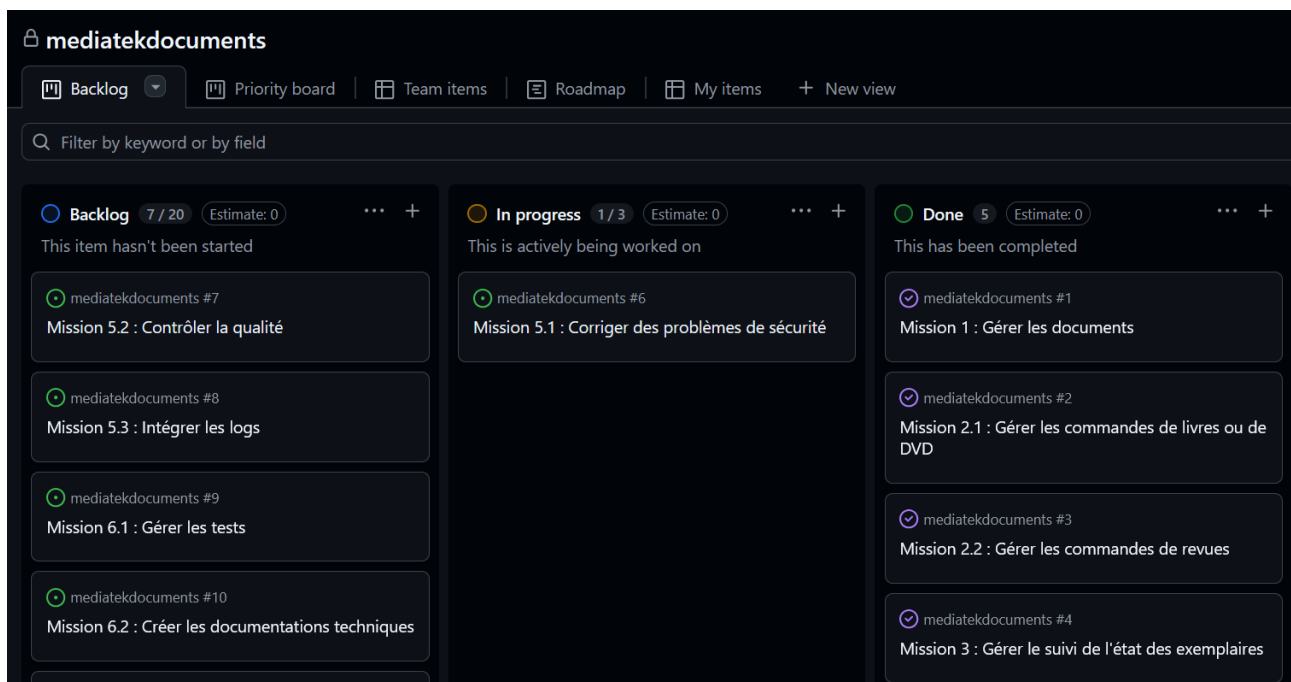 mediatekdocuments
Backlog
Priority board
Team items
Roadmap
My items
+ New view
Filter by keyword or by field
Backlog 7 / 20 Estimate: 0
This item hasn't been started
mediatekdocuments #7
Mission 5.2 : Contrôler la qualité
mediatekdocuments #8
Mission 5.3 : Intégrer les logs
mediatekdocuments #9
Mission 6.1 : Gérer les tests
mediatekdocuments #10
Mission 6.2 : Créer les documentations techniques
In progress 1 / 3 Estimate: 0
This is actively being worked on
mediatekdocuments #6
Mission 5.1 : Corriger des problèmes de sécurité
Done 5 Estimate: 0
This has been completed
mediatekdocuments #1
Mission 1 : Gérer les documents
mediatekdocuments #2
Mission 2.1 : Gérer les commandes de livres ou de
DVD
mediatekdocuments #3
Mission 2.2 : Gérer les commandes de revues
mediatekdocuments #4
Mission 3 : Gérer le suivi de l'état des exemplaires